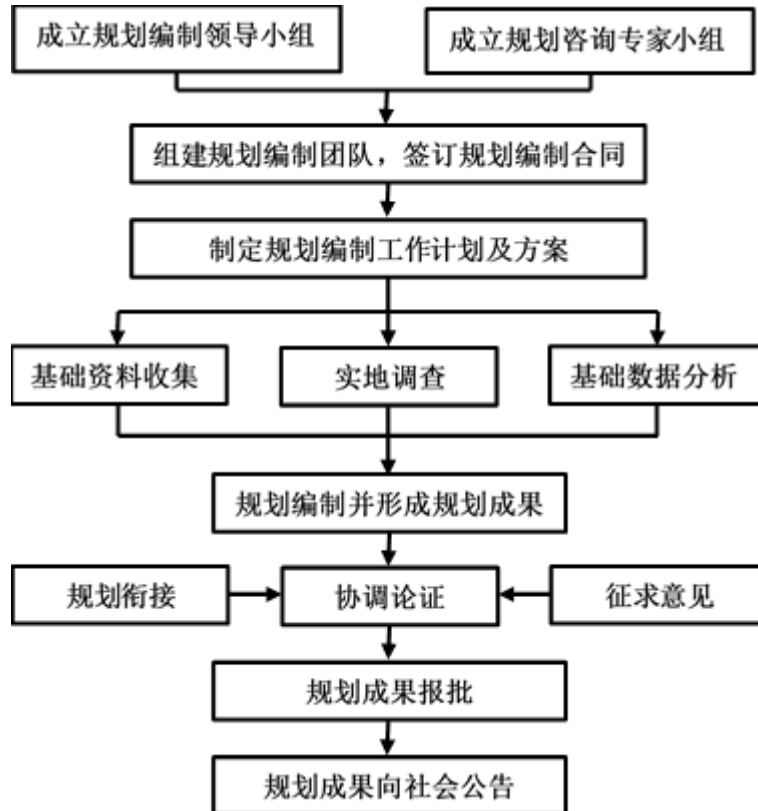 成立规划编制领导小组
成立规划咨询专家小组
组建规划编制团队，签订规划编制合同
制定规划编制工作计划及方案
基础资料收集
实地调查
基础数据分析
规划编制并形成规划成果
规划衔接
协调论证
征求意见
规划成果报批
规划成果向社会公告